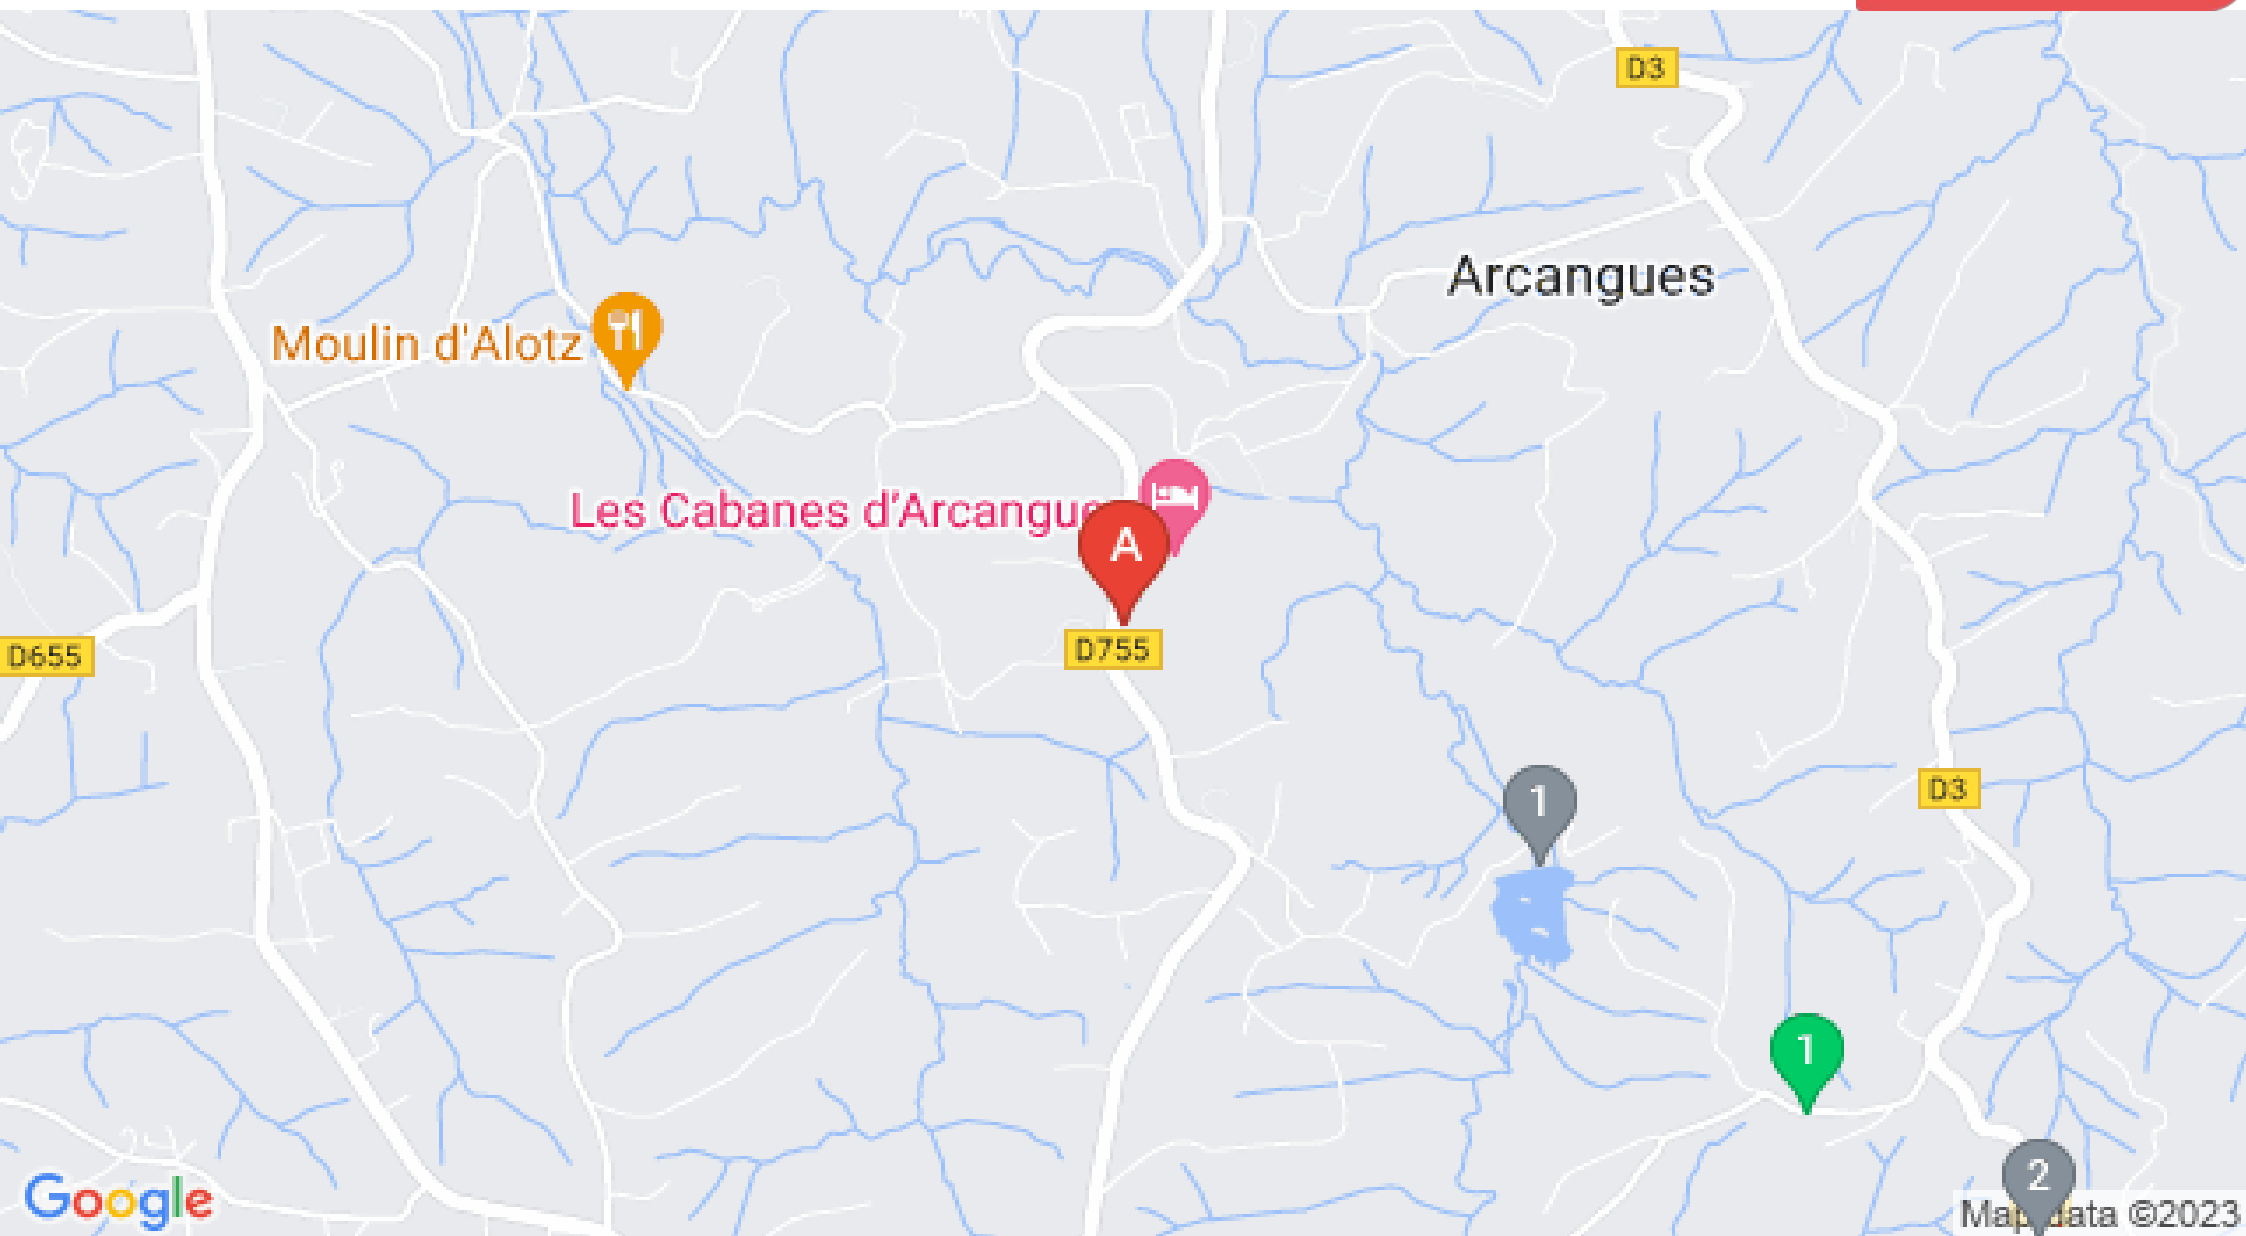 D3
Arcangues
Moulin d'Alotz
Les Cabanes d'Arcangue
A
D755
D655
1
D3
1
2
Google
Map data ©2023